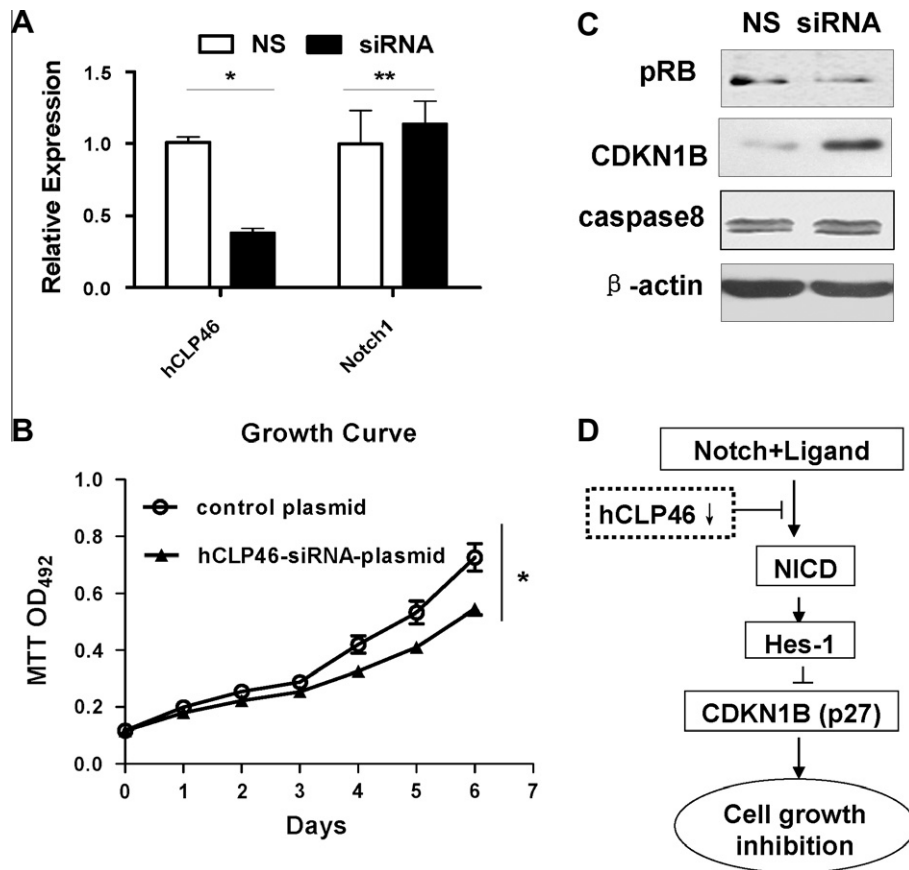 A
NS siRNA
* **
Relative Expression
1.5
1.0
0.5
0.0
hCLP46
Notch1
B
Growth Curve
control plasmid
hCLP46-siRNA-plasmid
*
MTT OD492
1.0
0.8
0.6
0.4
0.2
0.0
0 1 2 3 4 5 6 7
Days
C
NS siRNA
pRB
CDKN1B
caspase8
β-actin
D
Notch+Ligand
hCLP46 ↓
NICD
Hes-1
CDKN1B (p27)
Cell growth
inhibition